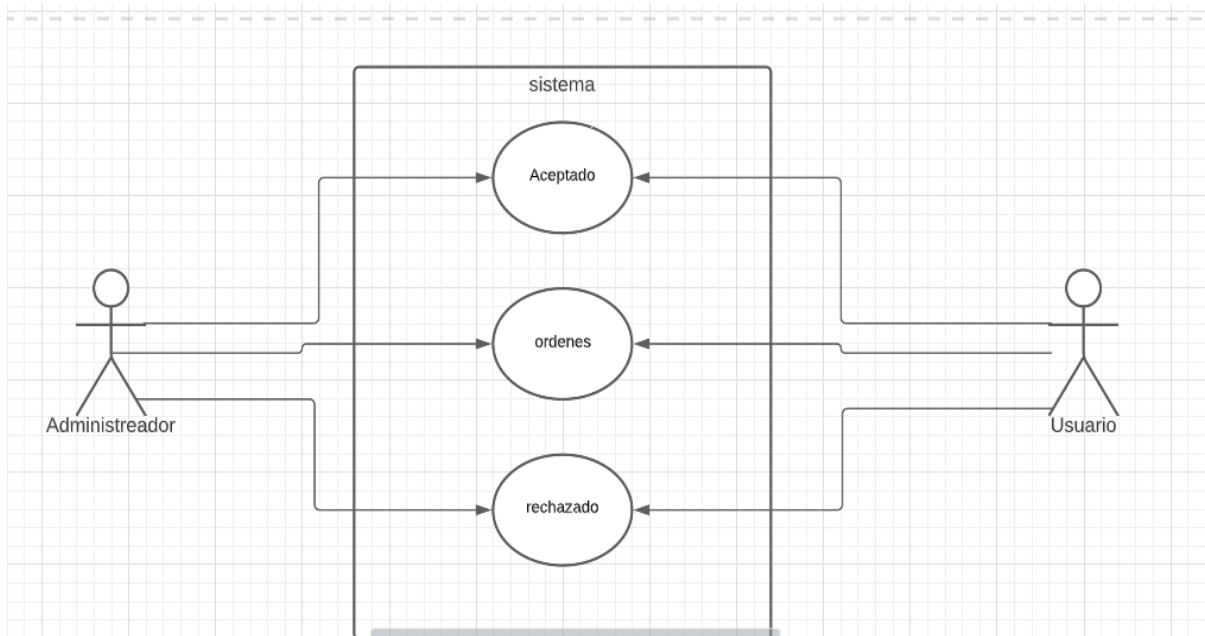 sistema
Aceptado
ordenes
rechazado
Administreador
Usuario